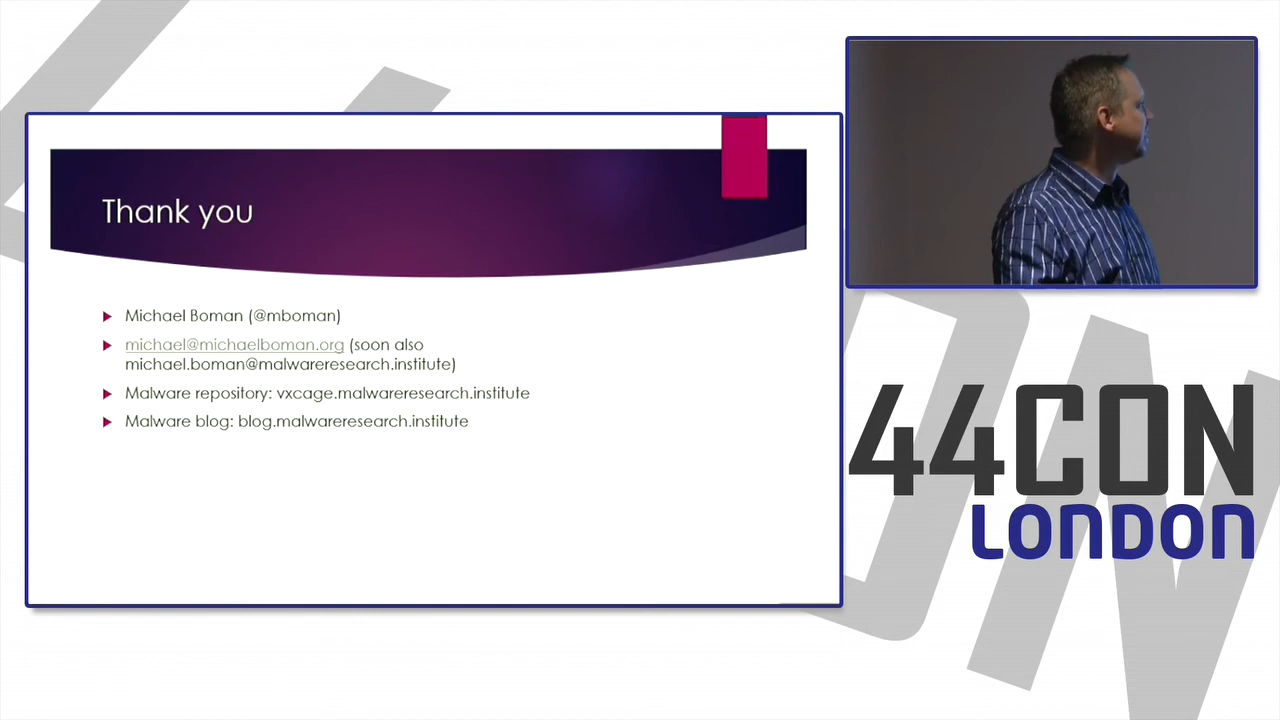 Thank you
Michael Boman (@mboman)
michael@michaelboman.org (soon also
michael.boman@malwareresearch.institute)
Malware repository: vxcage.malwareresearch.institute
Malware blog: blog.malwareresearch.institute
44CON
LONDON